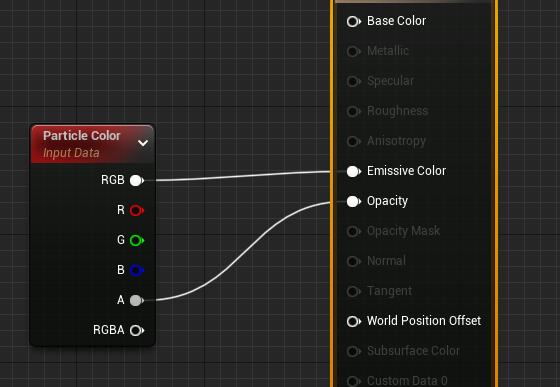 Particle Color
Input Data
RGB
R
G
B
A
RGBA
Base Color
Metallic
Specular
Roughness
Anisotropy
Emissive Color
Opacity
Opacity Mask
Normal
Tangent
World Position Offset
Subsurface Color
Custom Data 0